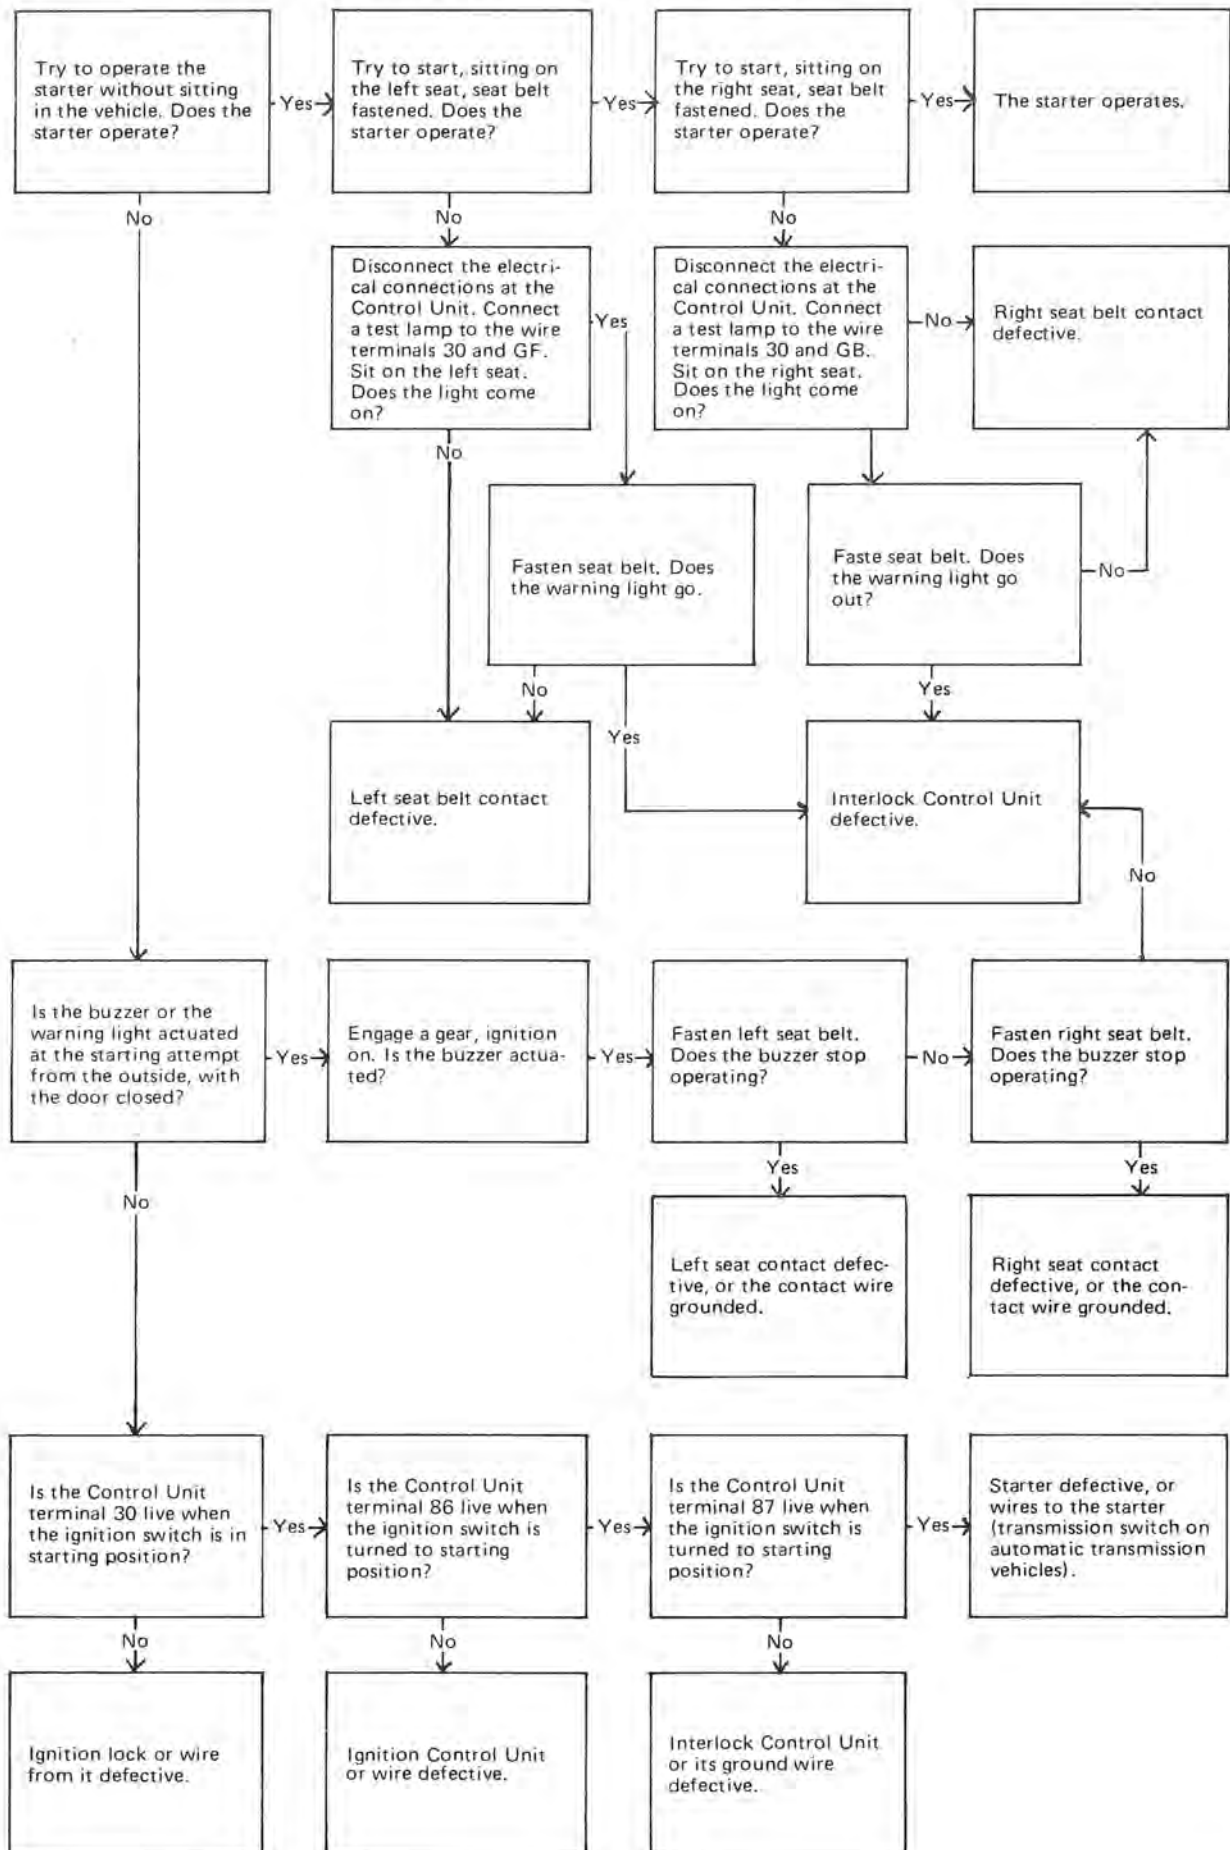 Try to operate the
starter without sitting
in the vehicle. Does the
starter operate?
Yes
Try to start, sitting on
the left seat, seat belt
fastened. Does the
starter operate?
Yes
Try to start, sitting on
the right seat, seat belt
fastened. Does the
starter operate?
Yes
The starter operates.
No
No
No
Disconnect the electri-
cal connections at the
Control Unit. Connect
a test lamp to the wire
terminals 30 and GF.
Sit on the left seat.
Does the light come
on?
Yes
Disconnect the electri-
cal connections at the
Control Unit. Connect
a test lamp to the wire
terminals 30 and GB.
Sit on the right seat.
Does the light come
on?
No
Right seat belt contact
defective.
No
Fasten seat belt. Does
the warning light go.
Faste seat belt. Does
the warning light go
out?
No
No
Yes
Yes
Left seat belt contact
defective.
Interlock Control Unit
defective.
No
Is the buzzer or the
warning light actuated
at the starting attempt
from the outside, with
the door closed?
Yes
Engage a gear, ignition
on. Is the buzzer actua-
ted?
Yes
Fasten left seat belt.
Does the buzzer stop
operating?
No
Fasten right seat belt.
Does the buzzer stop
operating?
No
Yes
Yes
Left seat contact defec-
tive, or the contact wire
grounded.
Right seat contact
defective, or the con-
tact wire grounded.
Is the Control Unit
terminal 30 live when
the ignition switch is in
starting position?
Yes
Is the Control Unit
terminal 86 live when
the ignition switch is
turned to starting
position?
Yes
Is the Control Unit
terminal 87 live when
the ignition switch is
turned to starting
position?
Yes
Starter defective, or
wires to the starter
(transmission switch on
automatic transmission
vehicles).
No
No
No
Ignition lock or wire
from it defective.
Ignition Control Unit
or wire defective.
Interlock Control Unit
or its ground wire
defective.